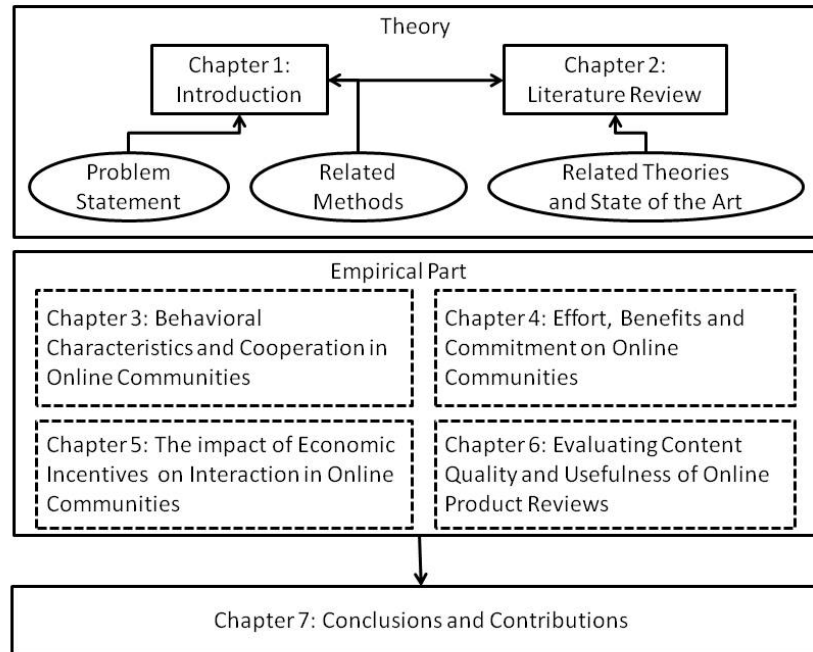 Theory
Chapter 1:
Introduction
Chapter 2:
Literature Review
Problem
Statement
Related
Methods
Related Theories
and State of the Art
Empirical Part
Chapter 3: Behavioral
Characteristics and Cooperation in
Online Communities
Chapter 4: Effort, Benefits and
Commitment on Online
Communities
Chapter 5: The impact of Economic
Incentives on Interaction in Online
Communities
Chapter 6: Evaluating Content
Quality and Usefulness of Online
Product Reviews
Chapter 7: Conclusions and Contributions